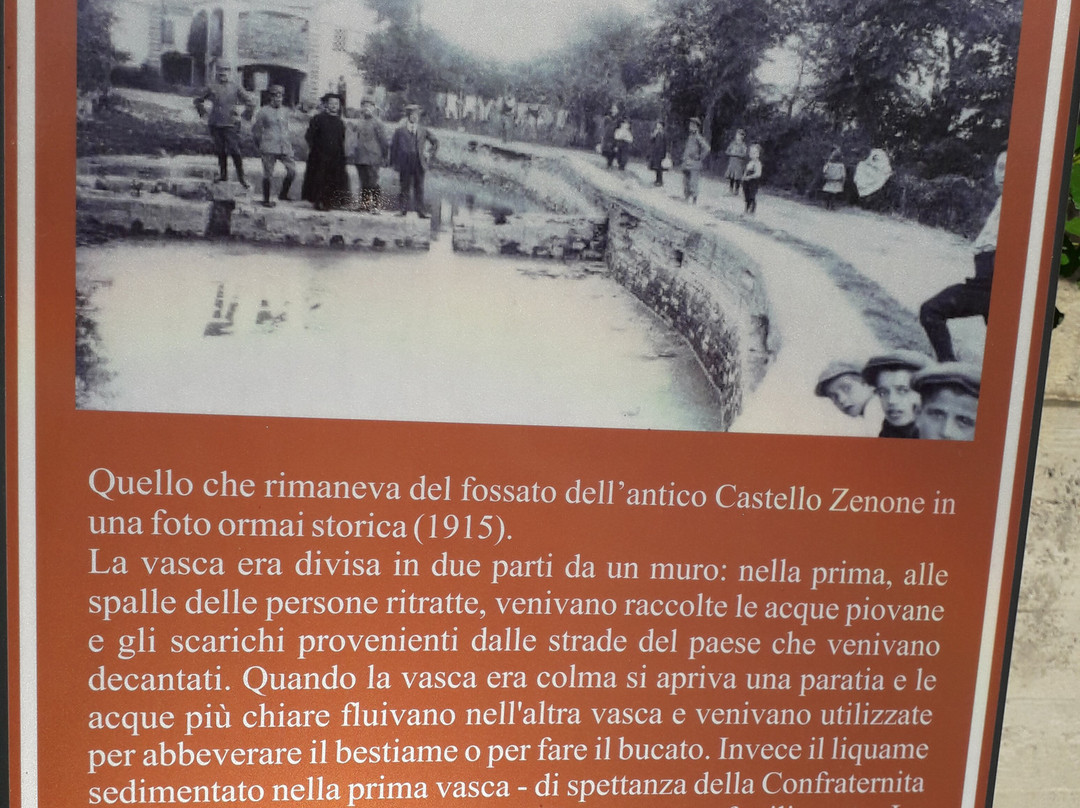 Quello che rimaneva del fossato dell'antico Castello Zenone in
una foto ormai storica (1915).
La vasca era divisa in due parti da un muro: nella prima, alle
spalle delle persone ritratte, venivano raccolte le acque piovane
e gli scarichi provenienti dalle strade del paese che venivano
decantati. Quando la vasca era colma si apriva una paratia e le
acque più chiare fluivano nell'altra vasca e venivano utilizzate
per abbeverare il bestiame o per fare il bucato. Invece il liquame
sedimentato nella prima vasca - di spettanza della Confraternita